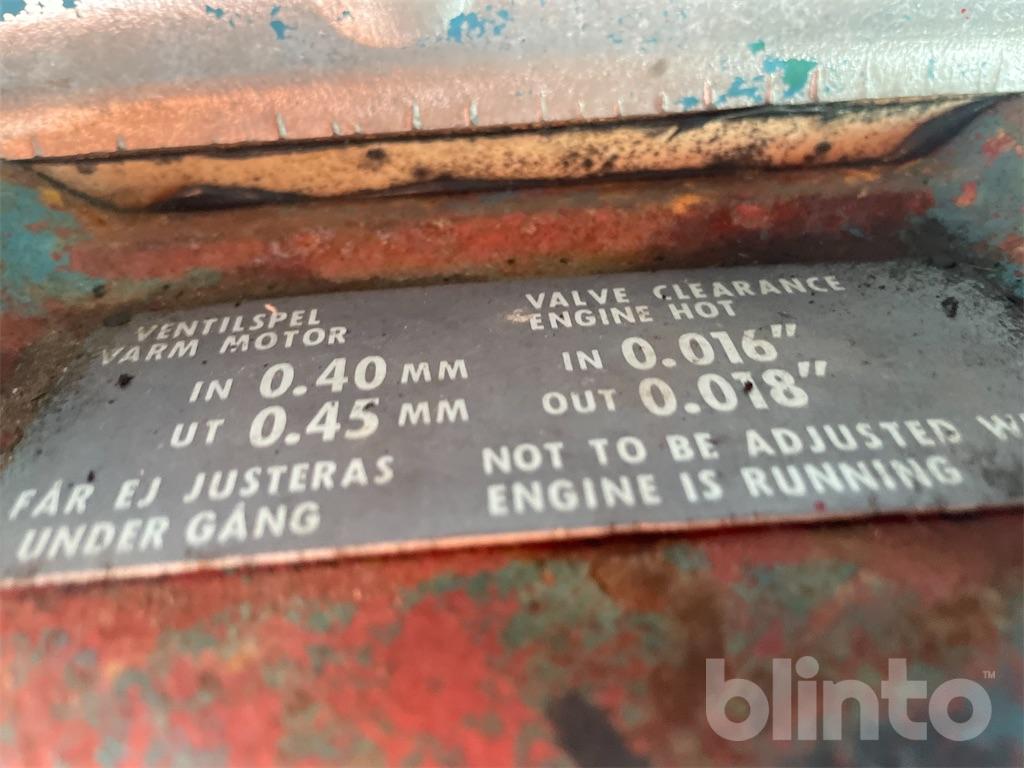 VENTILSPEL
VARM MOTOR
IN 0.40 MM
UT 0.45 MM
FÅR EJ JUSTERAS
UNDER GÅNG
VALVE CLEARANCE
ENGINE HOT
IN 0.016"
OUT 0.018"
NOT TO BE ADJUSTED
ENGINE IS RUNNING
blinto™